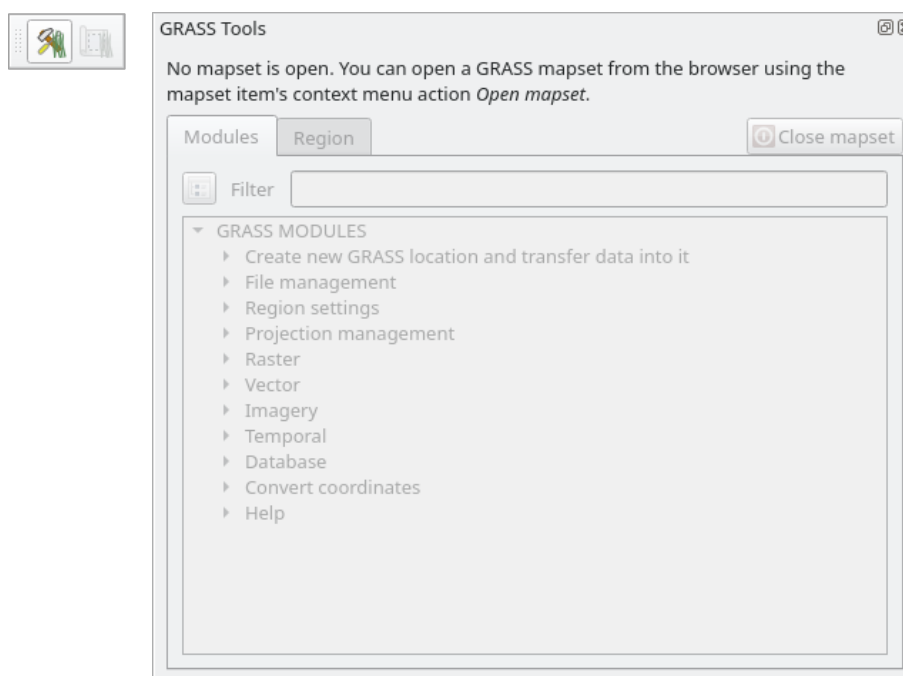 GRASS Tools
No mapset is open. You can open a GRASS mapset from the browser using the
mapset item's context menu action Open mapset.
Modules
Region
Close mapset
Filter
GRASS MODULES
Create new GRASS location and transfer data into it
File management
Region settings
Projection management
Raster
Vector
Imagery
Temporal
Database
Convert coordinates
Help